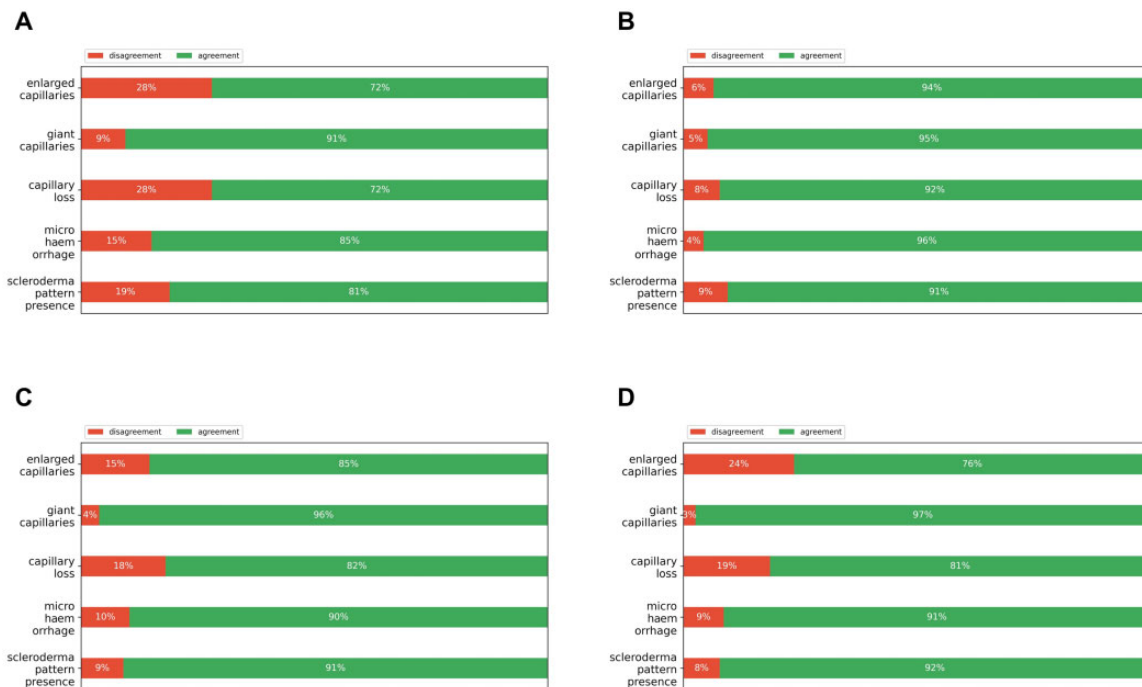 A
disagreement agreement
enlarged
capillaries
28% 72%
giant
capillaries
9% 91%
capillary
loss
28% 72%
micro
haem
orrhage
15% 85%
scleroderma
pattern
presence
19% 81%
B
disagreement agreement
enlarged
capillaries
6% 94%
giant
capillaries
5% 95%
capillary
loss
8% 92%
micro
haem
orrhage
4% 96%
scleroderma
pattern
presence
9% 91%
C
disagreement agreement
enlarged
capillaries
15% 85%
giant
capillaries
4% 96%
capillary
loss
18% 82%
micro
haem
orrhage
10% 90%
scleroderma
pattern
presence
9% 91%
D
disagreement agreement
enlarged
capillaries
24% 76%
giant
capillaries
3% 97%
capillary
loss
19% 81%
micro
haem
orrhage
9% 91%
scleroderma
pattern
presence
8% 92%